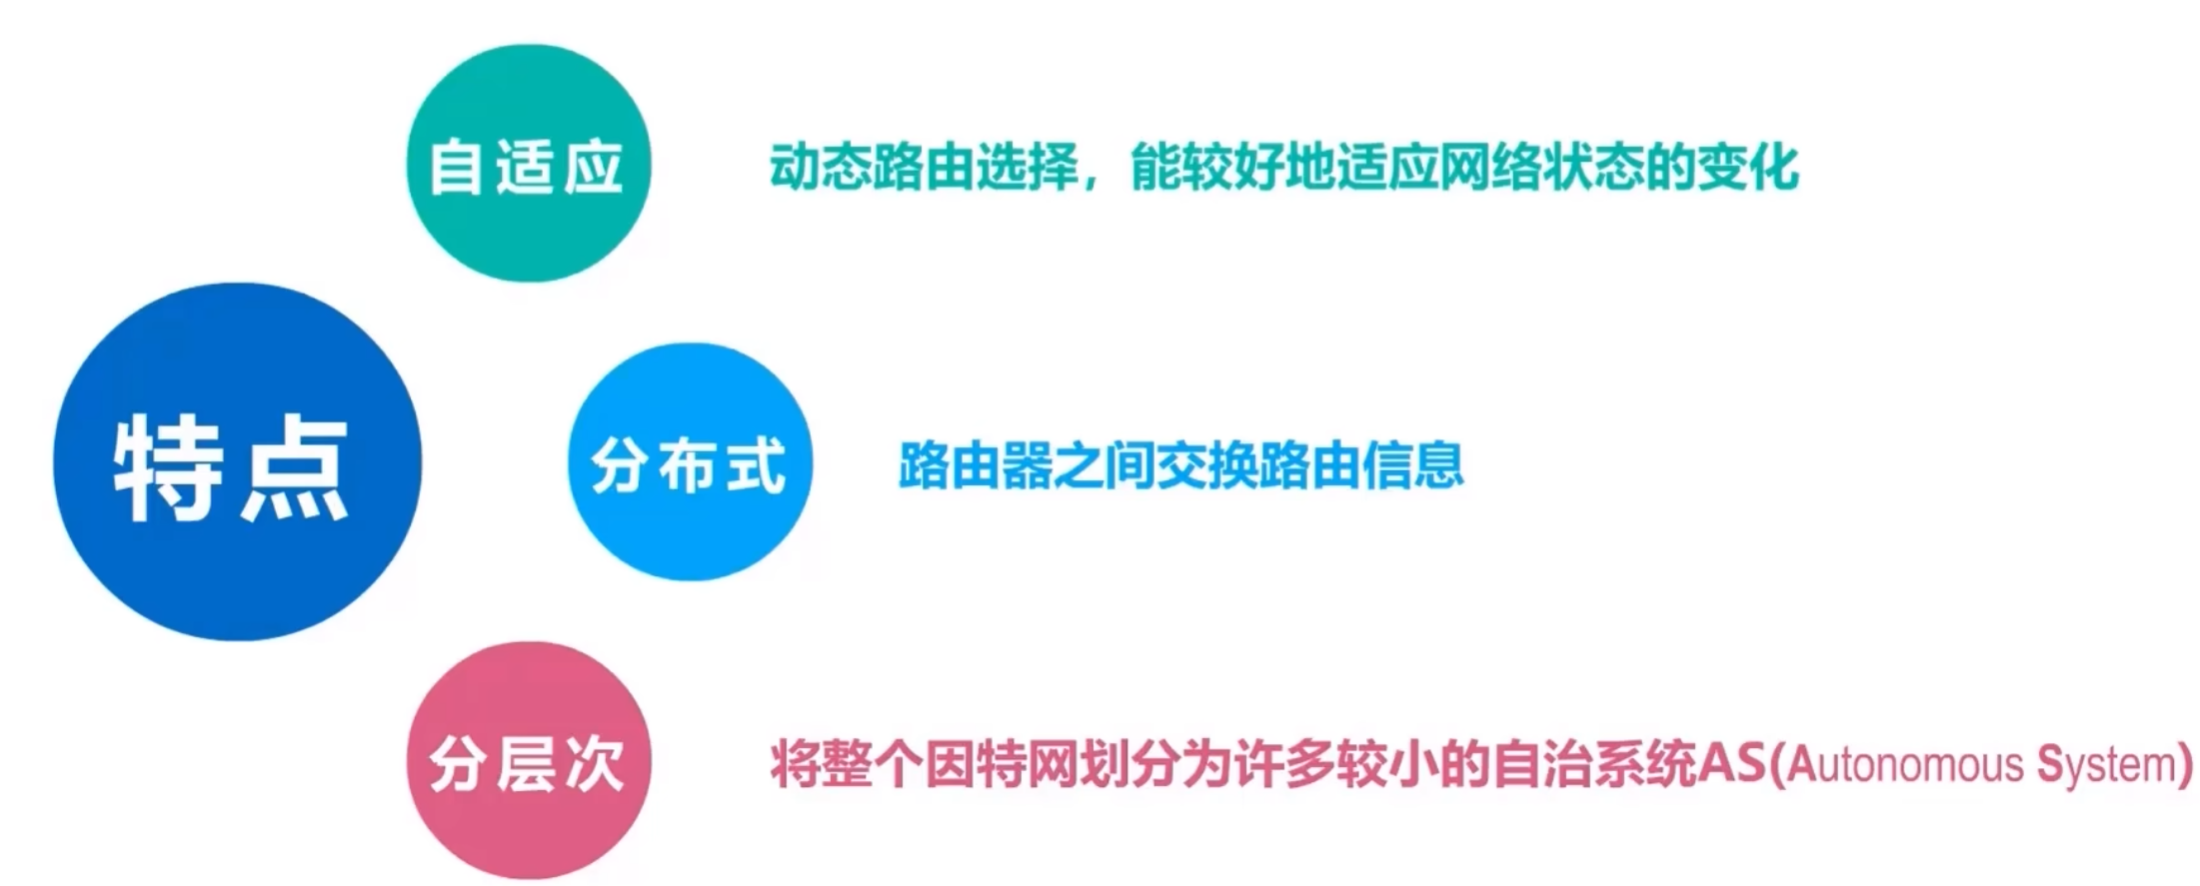 自适应
动态路由选择，能较好地适应网络状态的变化
特点
分布式
路由器之间交换路由信息
分层次
将整个因特网划分为许多较小的自治系统AS(Autonomous System)